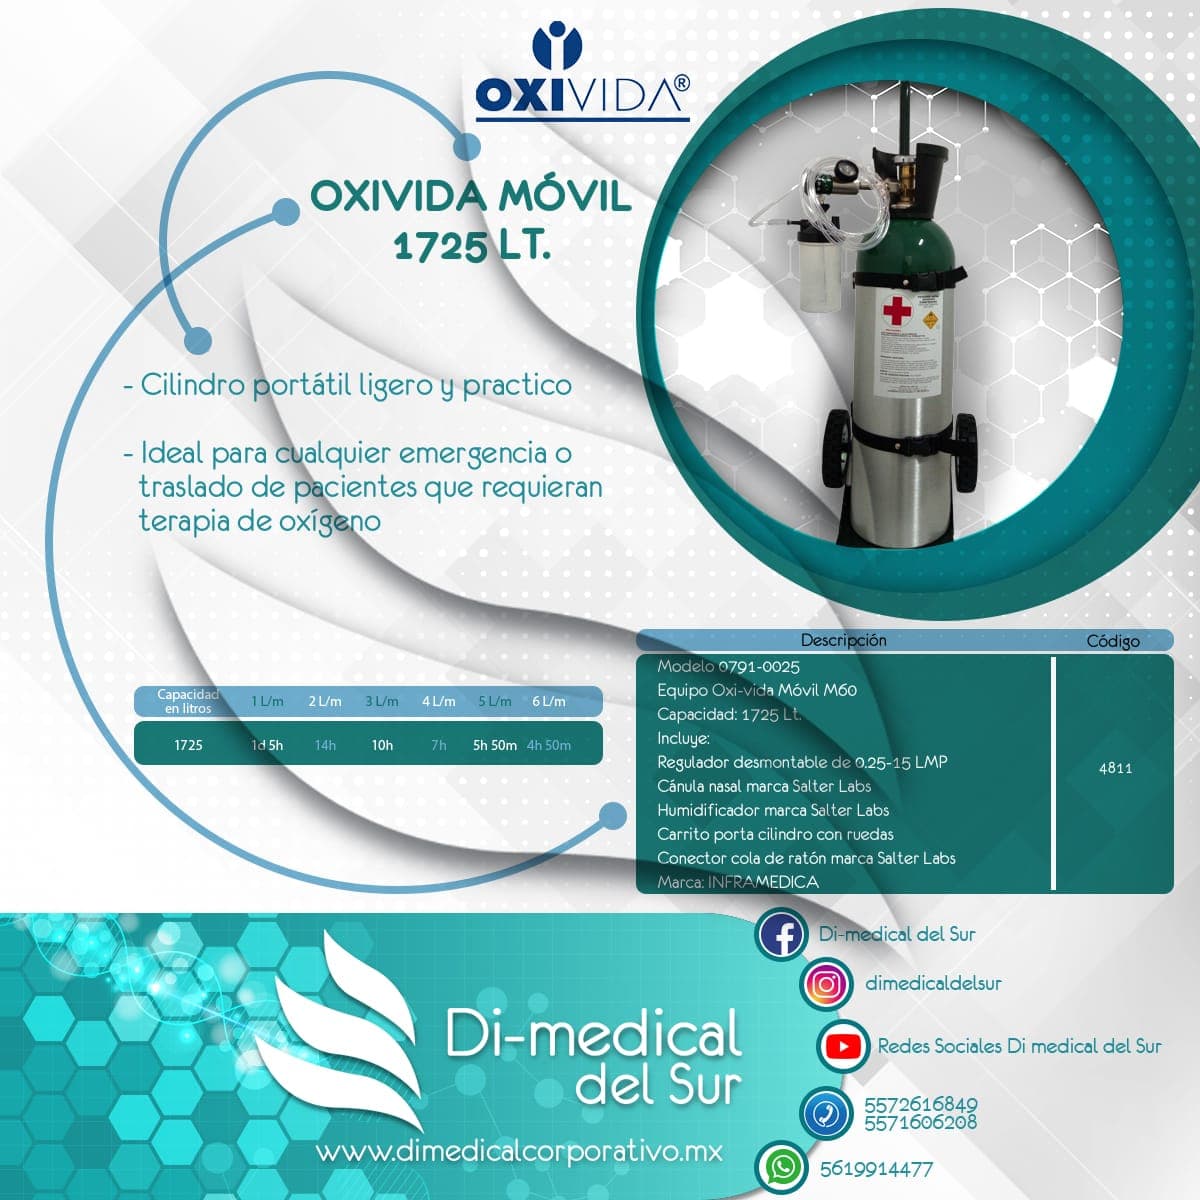 OXIVIDA®
OXIVIDA MÓVIL
1725 LT.
- Cilindro portátil ligero y practico
- Ideal para cualquier emergencia o
traslado de pacientes que requieran
terapia de oxígeno
Capacidad
en litros 1 L/m 2 L/m 3 L/m 4 L/m 5 L/m 6 L/m
1725 1d 5h 14h 10h 7h 5h 50m 4h 50m
Descripción Código
Modelo 0791-0025
Equipo Oxi-vida Móvil M60
Capacidad: 1725 Lt.
Incluye:
Regulador desmontable de 0.25-15 LMP
Cánula nasal marca Salter Labs
Humidificador marca Salter Labs
Carrito porta cilindro con ruedas
Conector cola de ratón marca Salter Labs
Marca: INFRAMEDICA
4811
Di-medical
del Sur
www.dimedicalcorporativo.mx
Di-medical del Sur
dimedicaldelsur
Redes Sociales Di medical del Sur
5572616849
5571606208
5619914477